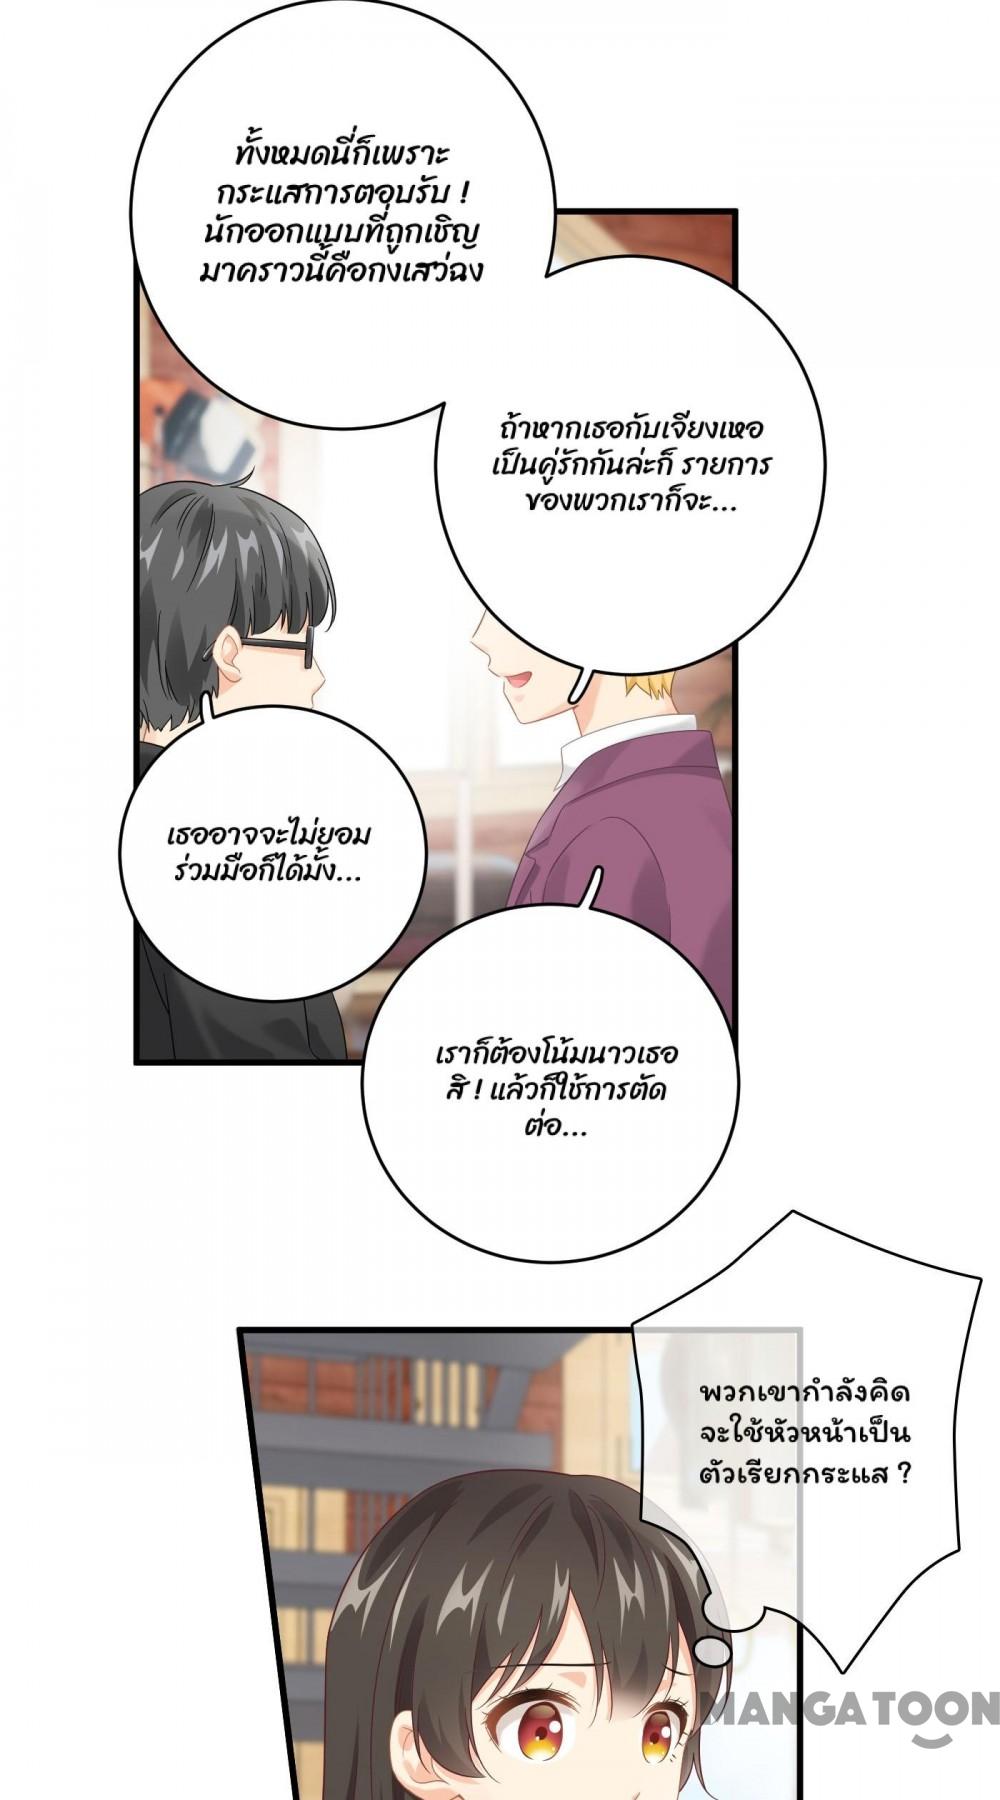 ทั้งหมดนี่ก็เพราะ
กระแสการตอบรับ !
นักออกแบบที่ถูกเชิญ
มาคราวนี้คือกงเสว่ฉง
ถ้าหากเธอกับเจียงเหอ
เป็นคู่รักกันล่ะก็ รายการ
ของพวกเราก็จะ...
เธออาจจะไม่ยอม
ร่วมมือก็ได้มั้ง...
เราก็ต้องโน้มนาวเธอ
สิ ! แล้วก็ใช้การตัด
ต่อ...
พวกเขากำลังคิด
จะใช้หัวหน้าเป็น
ตัวเรียกกระแส ?
MANGATOON